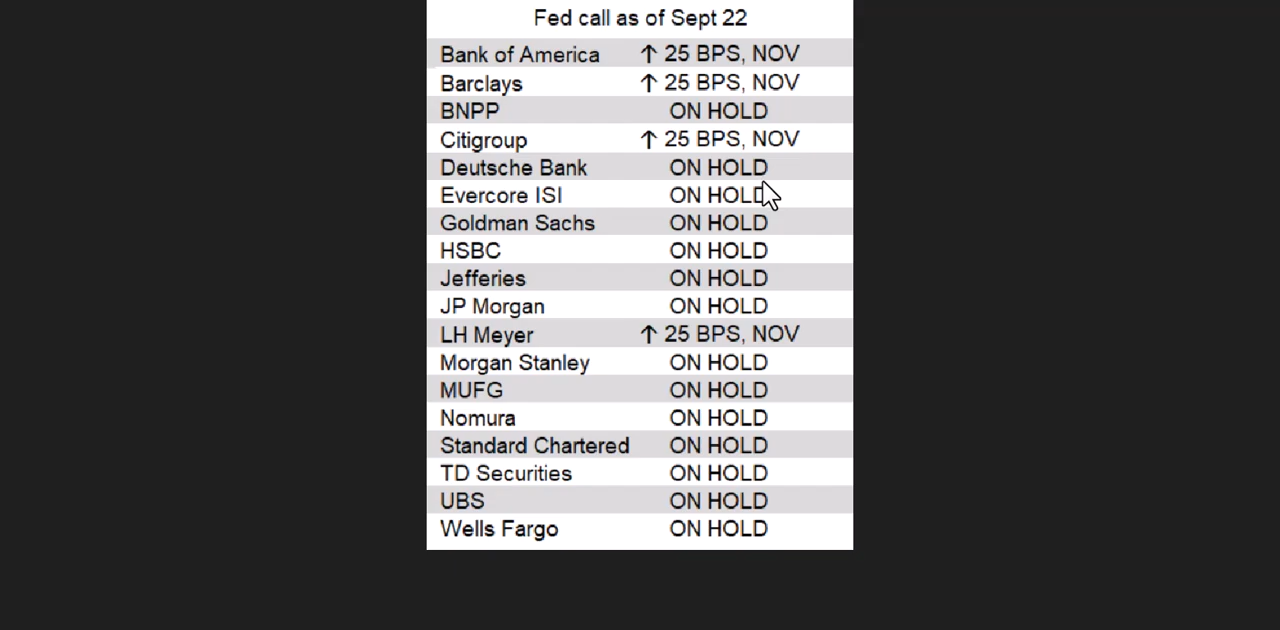 Fed call as of Sept 22
Bank of America ↑ 25 BPS, NOV
Barclays ↑ 25 BPS, NOV
BNPP ON HOLD
Citigroup ↑ 25 BPS, NOV
Deutsche Bank ON HOLD
Evercore ISI ON HOLD
Goldman Sachs ON HOLD
HSBC ON HOLD
Jefferies ON HOLD
JP Morgan ON HOLD
LH Meyer ↑ 25 BPS, NOV
Morgan Stanley ON HOLD
MUFG ON HOLD
Nomura ON HOLD
Standard Chartered ON HOLD
TD Securities ON HOLD
UBS ON HOLD
Wells Fargo ON HOLD